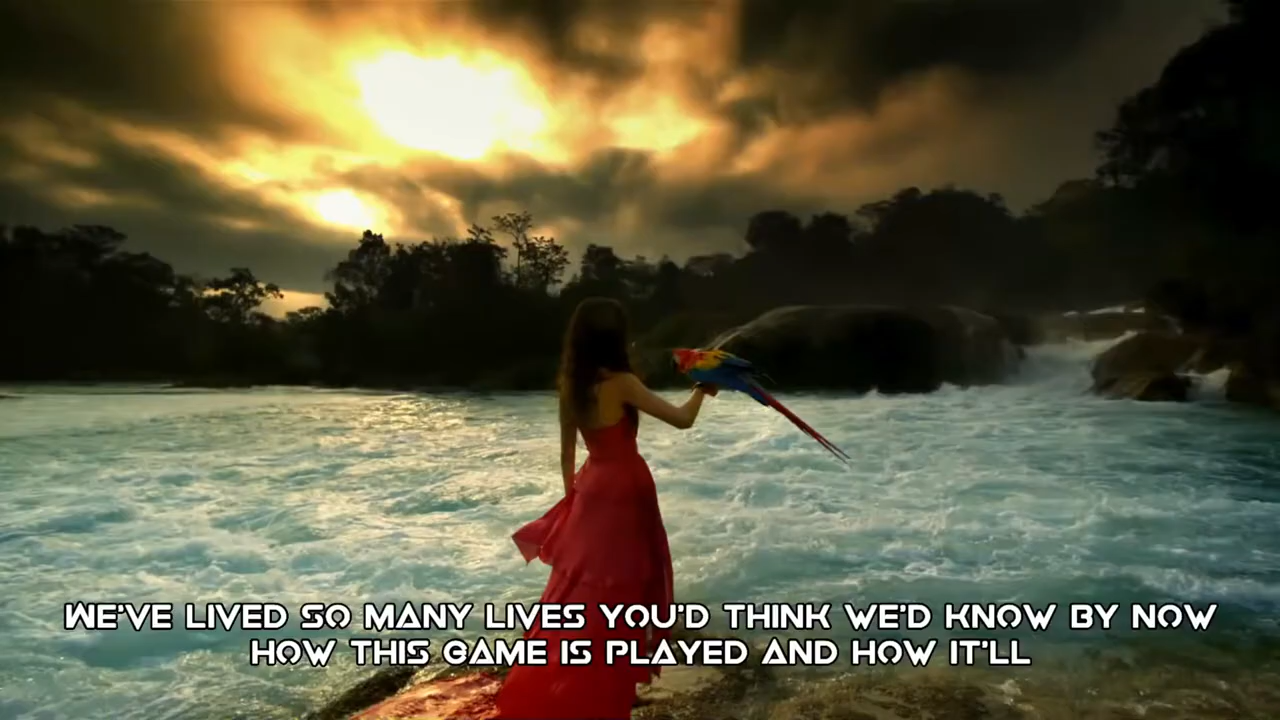 WE'VE LIVED SO MANY LIVES YOU'D THINK WE'D KNOW BY NOW
HOW THIS GAME IS PLAYED AND HOW IT'LL